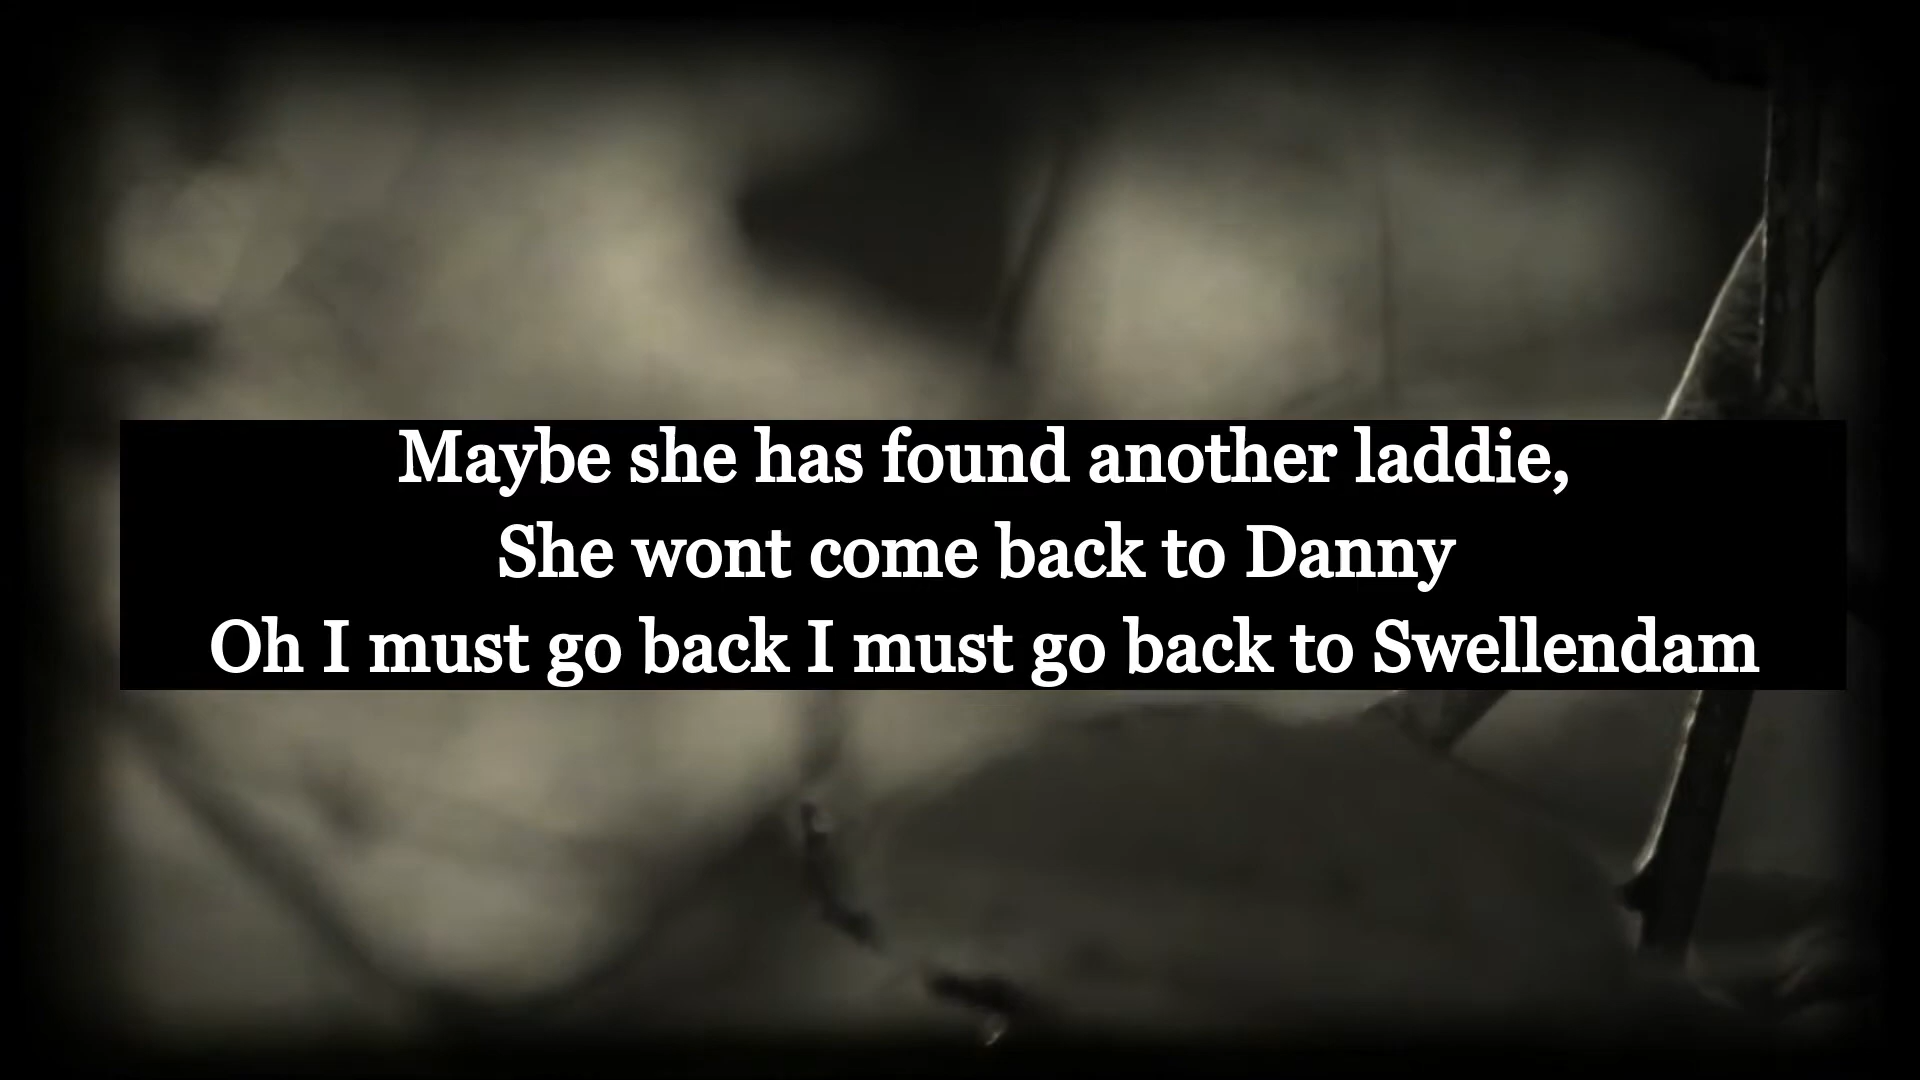 Maybe she has found another laddie,
She wont come back to Danny
Oh I must go back I must go back to Swellendam